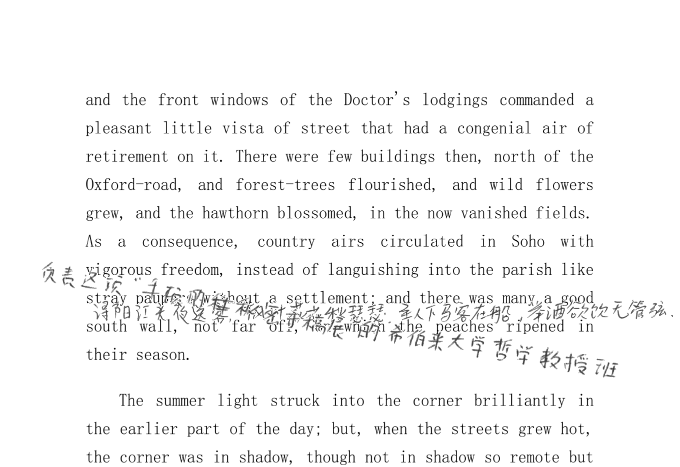 and the front windows of the Doctor's lodgings commanded a
pleasant little vista of street that had a congenial air of
retirement on it. There were few buildings then, north of the
Oxford-road, and forest-trees flourished, and wild flowers
grew, and the hawthorn blossomed, in the now vanished fields.
As a consequence, country airs circulated in Soho with
负责这项"手稿
vigorous freedom, instead of languishing into the parish like
stray paupers without a settlement; and there was many a good
浔阳江头夜送客,枫叶荻花秋瑟瑟.主人下马客在船,举酒欲饮无管弦.
south wall, not far off, on which the peaches ripened in
的希伯来大学哲学教授班
their season.
The summer light struck into the corner brilliantly in
the earlier part of the day; but, when the streets grew hot,
the corner was in shadow, though not in shadow so remote but